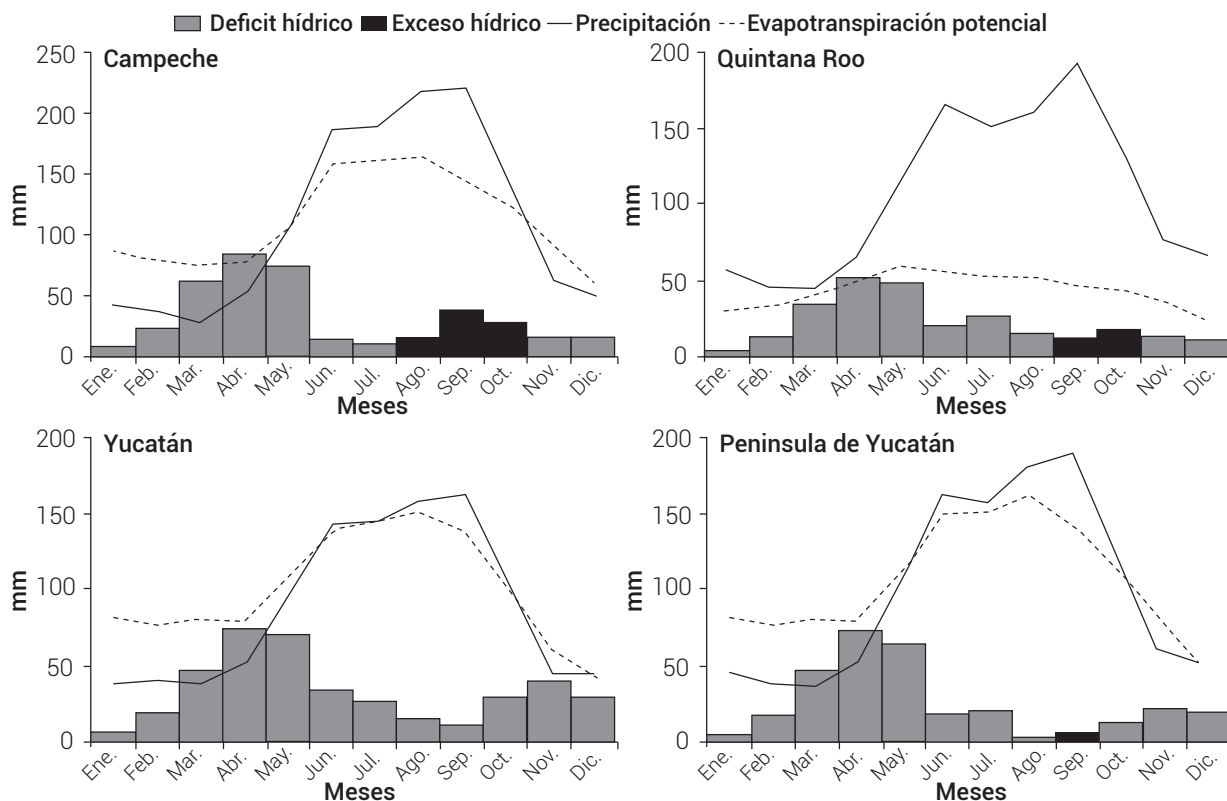 Deficit hídrico Exceso hídrico Precipitación Evapotranspiración potencial
Campeche
250
200
150
100
50
0
mm
Ene. Feb. Mar. Abr. May. Jun. Jul. Ago. Sep. Oct. Nov. Dic.
Meses
Quintana Roo
200
150
100
50
0
mm
Ene. Feb. Mar. Abr. May. Jun. Jul. Ago. Sep. Oct. Nov. Dic.
Meses
Yucatán
200
150
100
50
0
mm
Ene. Feb. Mar. Abr. May. Jun. Jul. Ago. Sep. Oct. Nov. Dic.
Meses
Peninsula de Yucatán
200
150
100
50
0
mm
Ene. Feb. Mar. Abr. May. Jun. Jul. Ago. Sep. Oct. Nov. Dic.
Meses